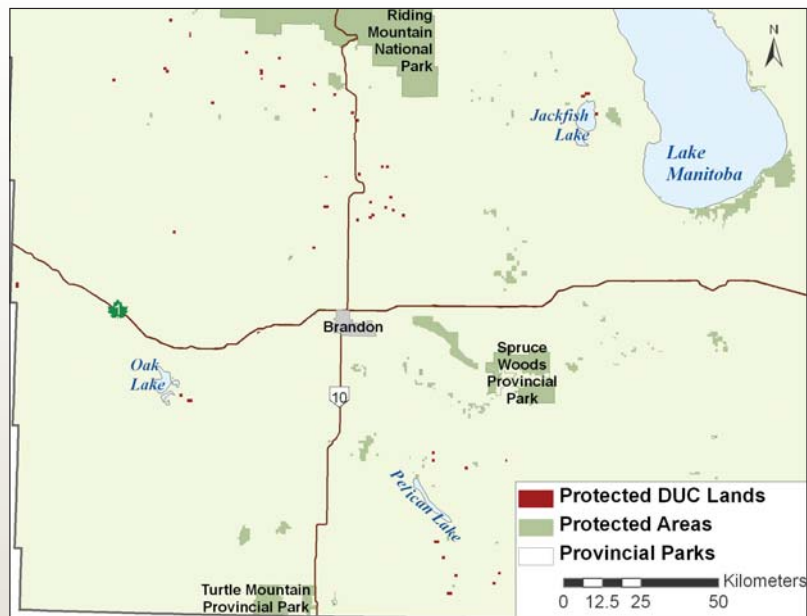 Riding
Mountain
National
Park
N
Jackfish
Lake
Lake
Manitoba
1
Brandon
Spruce
Woods
Provincial
Park
Oak
Lake
10
Pelican Lake
Turtle Mountain
Provincial Park
Protected DUC Lands
Protected Areas
Provincial Parks
Kilometers
0 12.5 25 50